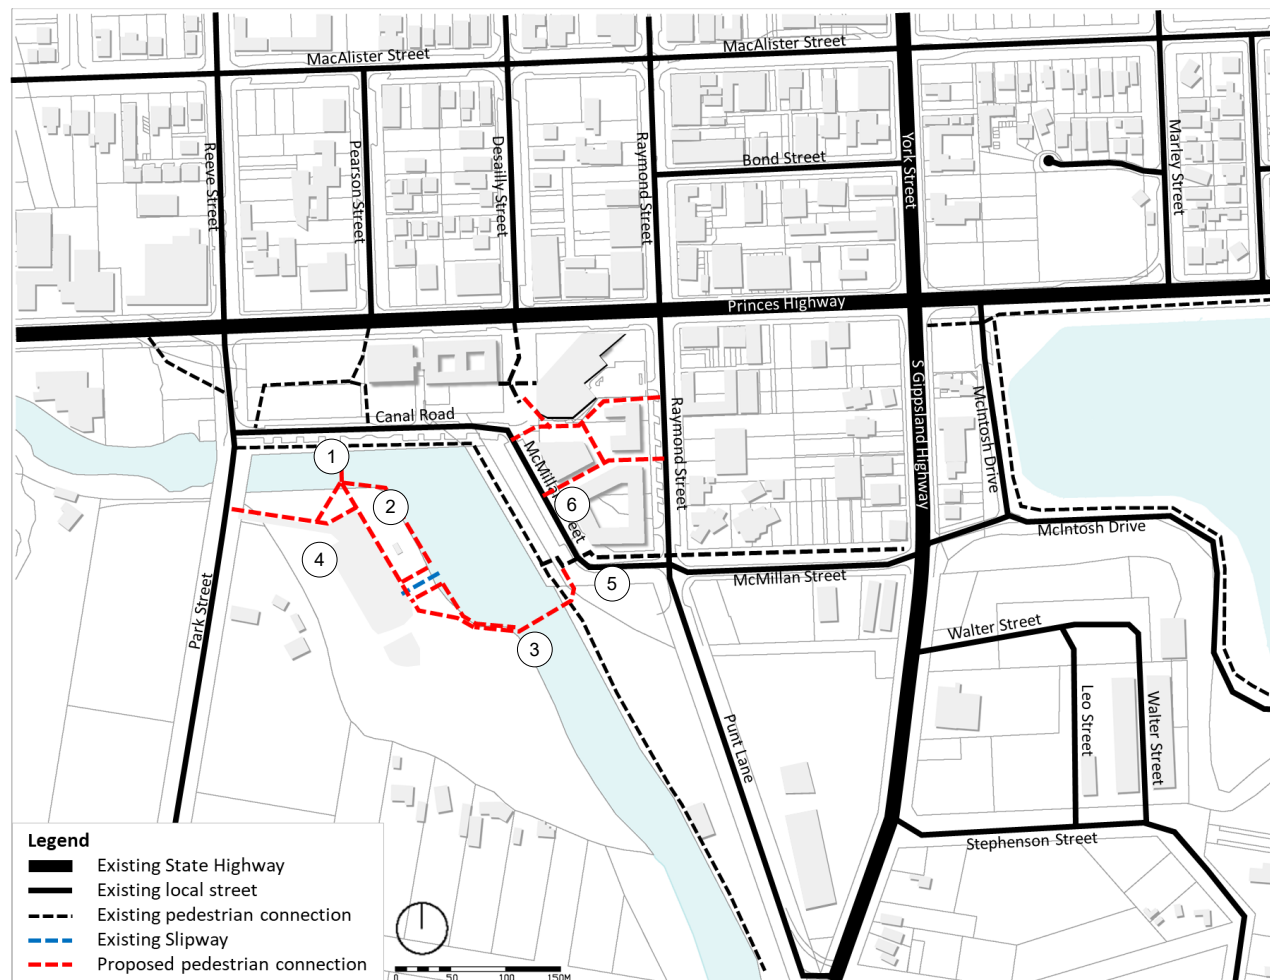 MacAlister Street
MacAlister Street
Reeve Street
Pearson Street
Desailly Street
Raymond Street
Bond Street
York Street
Marley Street
Princes Highway
Canal Road
McMillan Street
Raymond Street
S Gippsland Highway
McIntosh Drive
McIntosh Drive
1
2
3
4
5
6
McMillan Street
Park Street
Walter Street
Leo Street
Walter Street
Punt Lane
Stephenson Street
Legend
Existing State Highway
Existing local street
Existing pedestrian connection
Existing Slipway
Proposed pedestrian connection
0 50 100 150M